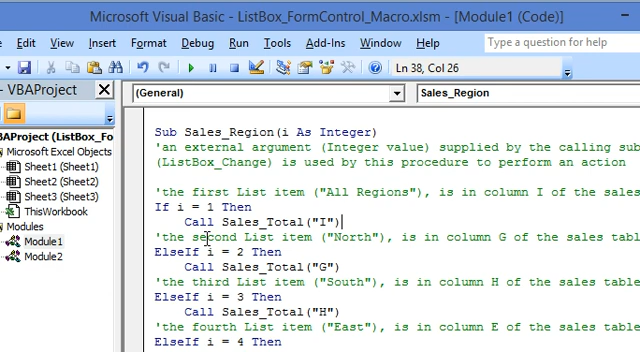 Microsoft Visual Basic - ListBox_FormControl_Macro.xlsm - [Module1 (Code)]
View Insert Format Debug Run Tools Add-Ins Window Help
Type a question for help
Ln 38, Col 26
- VBAProject
(General)
Sales_Region
BAProject (ListBox_Fo
Microsoft Excel Objects
Sheet1 (Sheet1)
Sheet2 (Sheet2)
Sheet3 (Sheet3)
ThisWorkbook
Modules
Module1
Module2
Sub Sales_Region(i As Integer)
'an external argument (Integer value) supplied by the calling sub
(ListBox_Change) is used by this procedure to perform an action
'the first List item ("All Regions"), is in column I of the sales
If i = 1 Then
Call Sales_Total("I")
'the second List item ("North"), is in column G of the sales tabl
ElseIf i = 2 Then
Call Sales_Total("G")
'the third List item ("South"), is in column H of the sales table
ElseIf i = 3 Then
Call Sales_Total("H")
'the fourth List item ("East"), is in column E of the sales table
ElseIf i = 4 Then